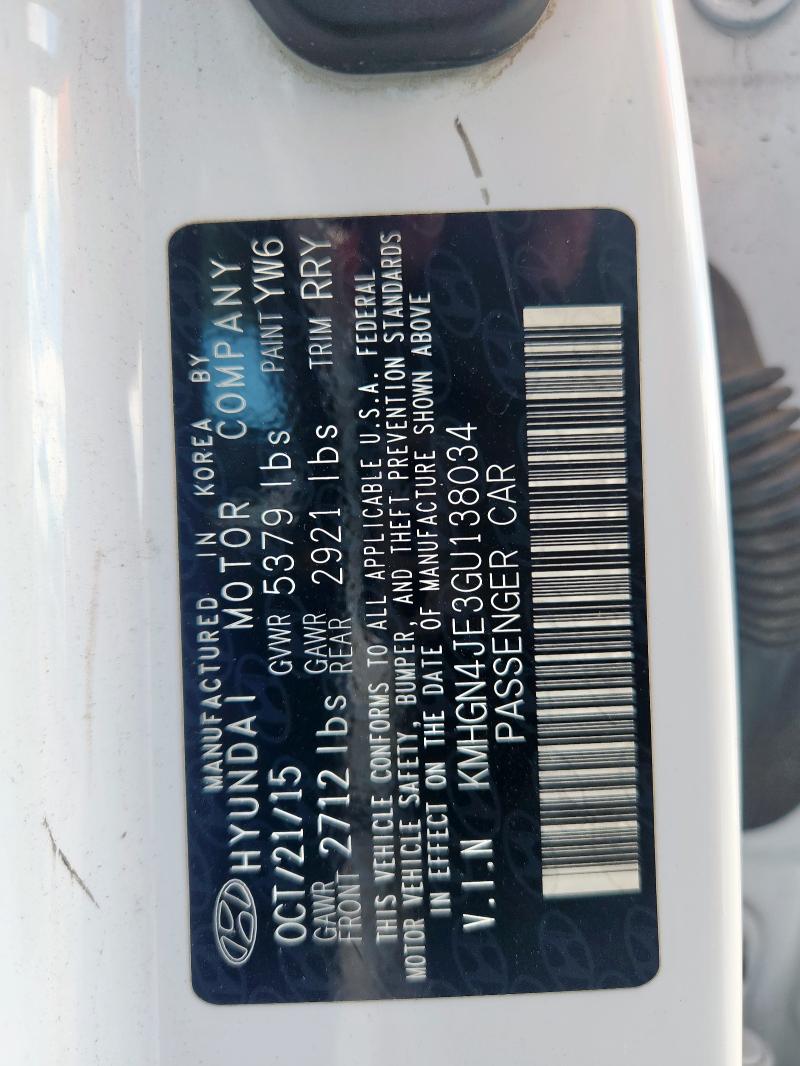 MANUFACTURED IN KOREA BY
HYUNDAI MOTOR COMPANY
OCT/21/15 GVWR 5379 lbs PAINT YW6
GAWR FRONT 2712 lbs GAWR REAR 2921 lbs TRIM RRY
THIS VEHICLE CONFORMS TO ALL APPLICABLE U.S.A. FEDERAL
MOTOR VEHICLE SAFETY, BUMPER, AND THEFT PREVENTION STANDARDS
IN EFFECT ON THE DATE OF MANUFACTURE SHOWN ABOVE
V.I.N KMHGN4JE3GU138034
PASSENGER CAR